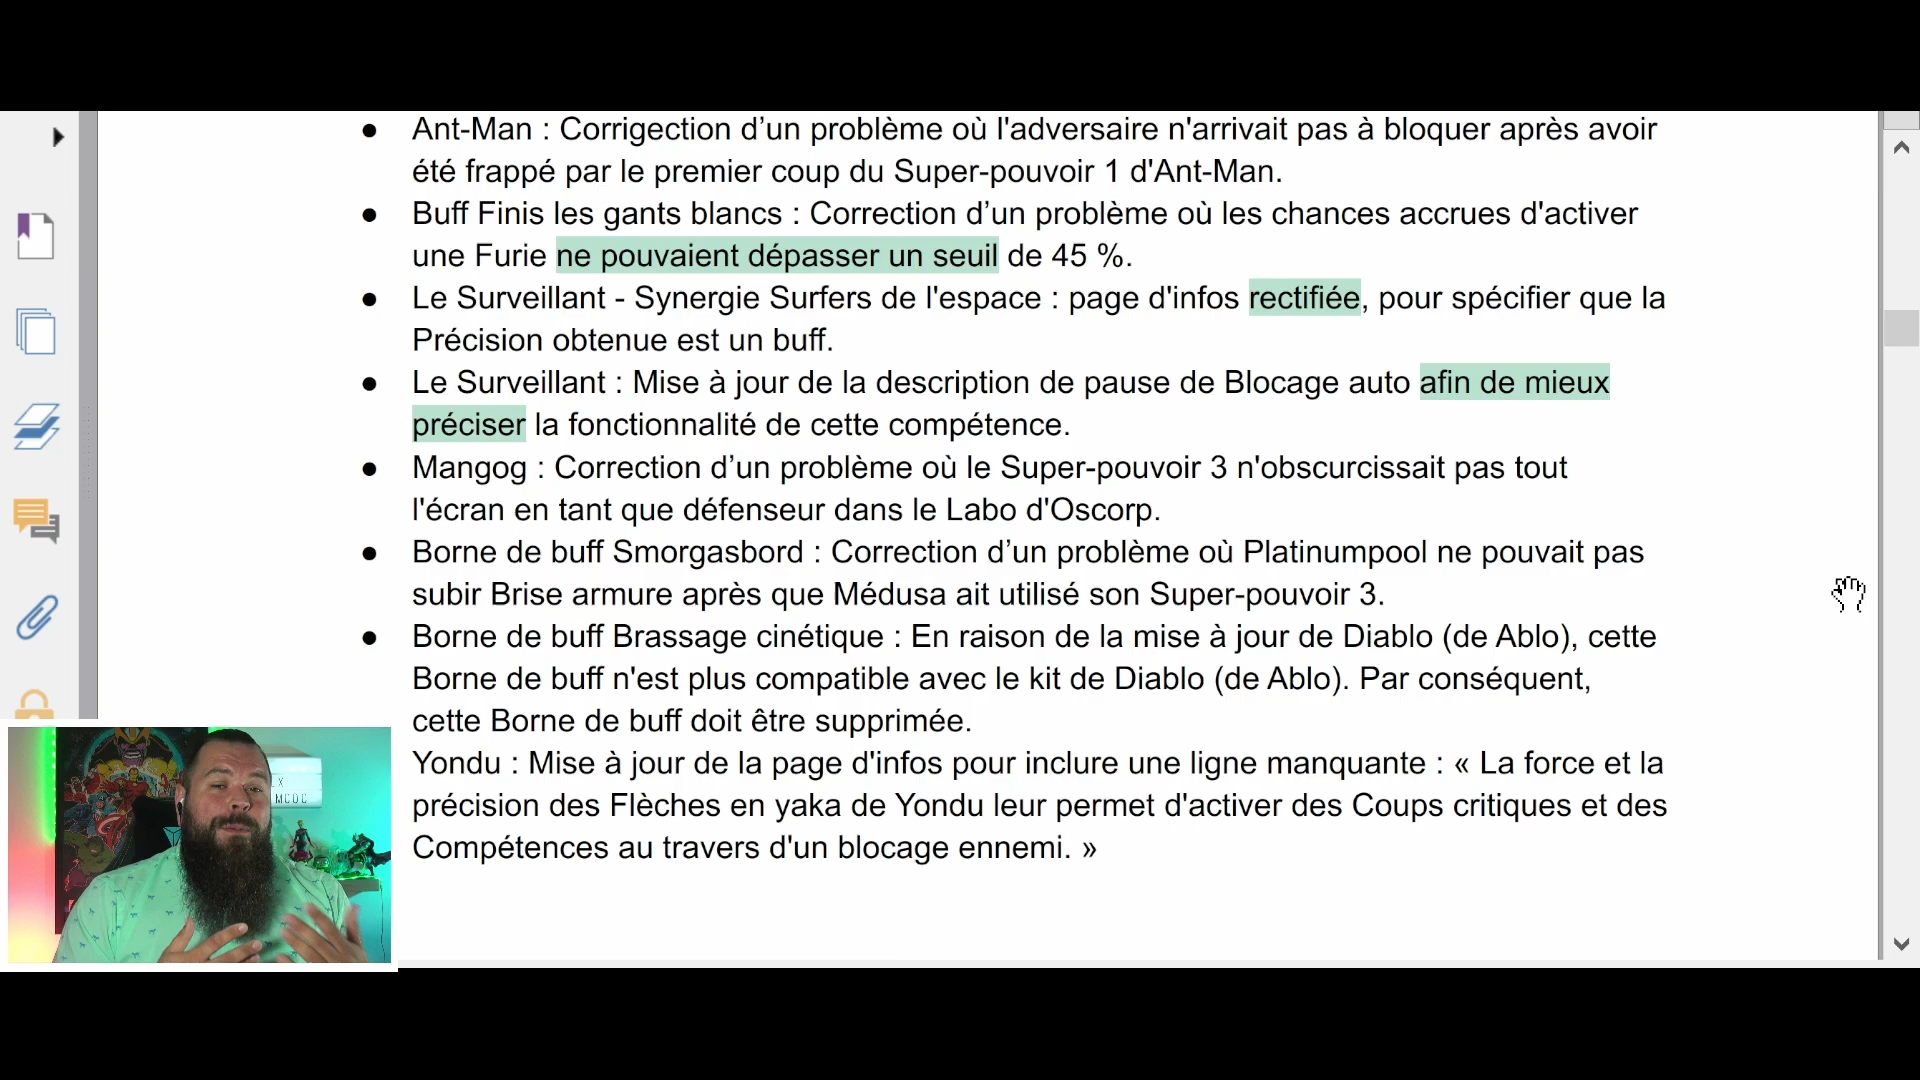 ● Ant-Man : Corrigection d’un problème où l'adversaire n'arrivait pas à bloquer après avoir
été frappé par le premier coup du Super-pouvoir 1 d'Ant-Man.
● Buff Finis les gants blancs : Correction d’un problème où les chances accrues d'activer
une Furie ne pouvaient dépasser un seuil de 45 %.
● Le Surveillant - Synergie Surfers de l'espace : page d'infos rectifiée, pour spécifier que la
Précision obtenue est un buff.
● Le Surveillant : Mise à jour de la description de pause de Blocage auto afin de mieux
préciser la fonctionnalité de cette compétence.
● Mangog : Correction d’un problème où le Super-pouvoir 3 n'obscurcissait pas tout
l'écran en tant que défenseur dans le Labo d'Oscorp.
● Borne de buff Smorgasbord : Correction d’un problème où Platinumpool ne pouvait pas
subir Brise armure après que Médusa ait utilisé son Super-pouvoir 3.
● Borne de buff Brassage cinétique : En raison de la mise à jour de Diablo (de Ablo), cette
Borne de buff n'est plus compatible avec le kit de Diablo (de Ablo). Par conséquent,
cette Borne de buff doit être supprimée.
Yondu : Mise à jour de la page d'infos pour inclure une ligne manquante : « La force et la
précision des Flèches en yaka de Yondu leur permet d'activer des Coups critiques et des
Compétences au travers d'un blocage ennemi. »
X
MCOC